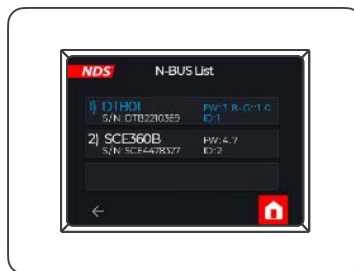 NDS N-BUS List
1) DTB01 FW:3.8-G:1.0
S/N:DTB2210369 ID:1
2) SCE360B FW:4.7
S/N:SCE4478327 ID:2